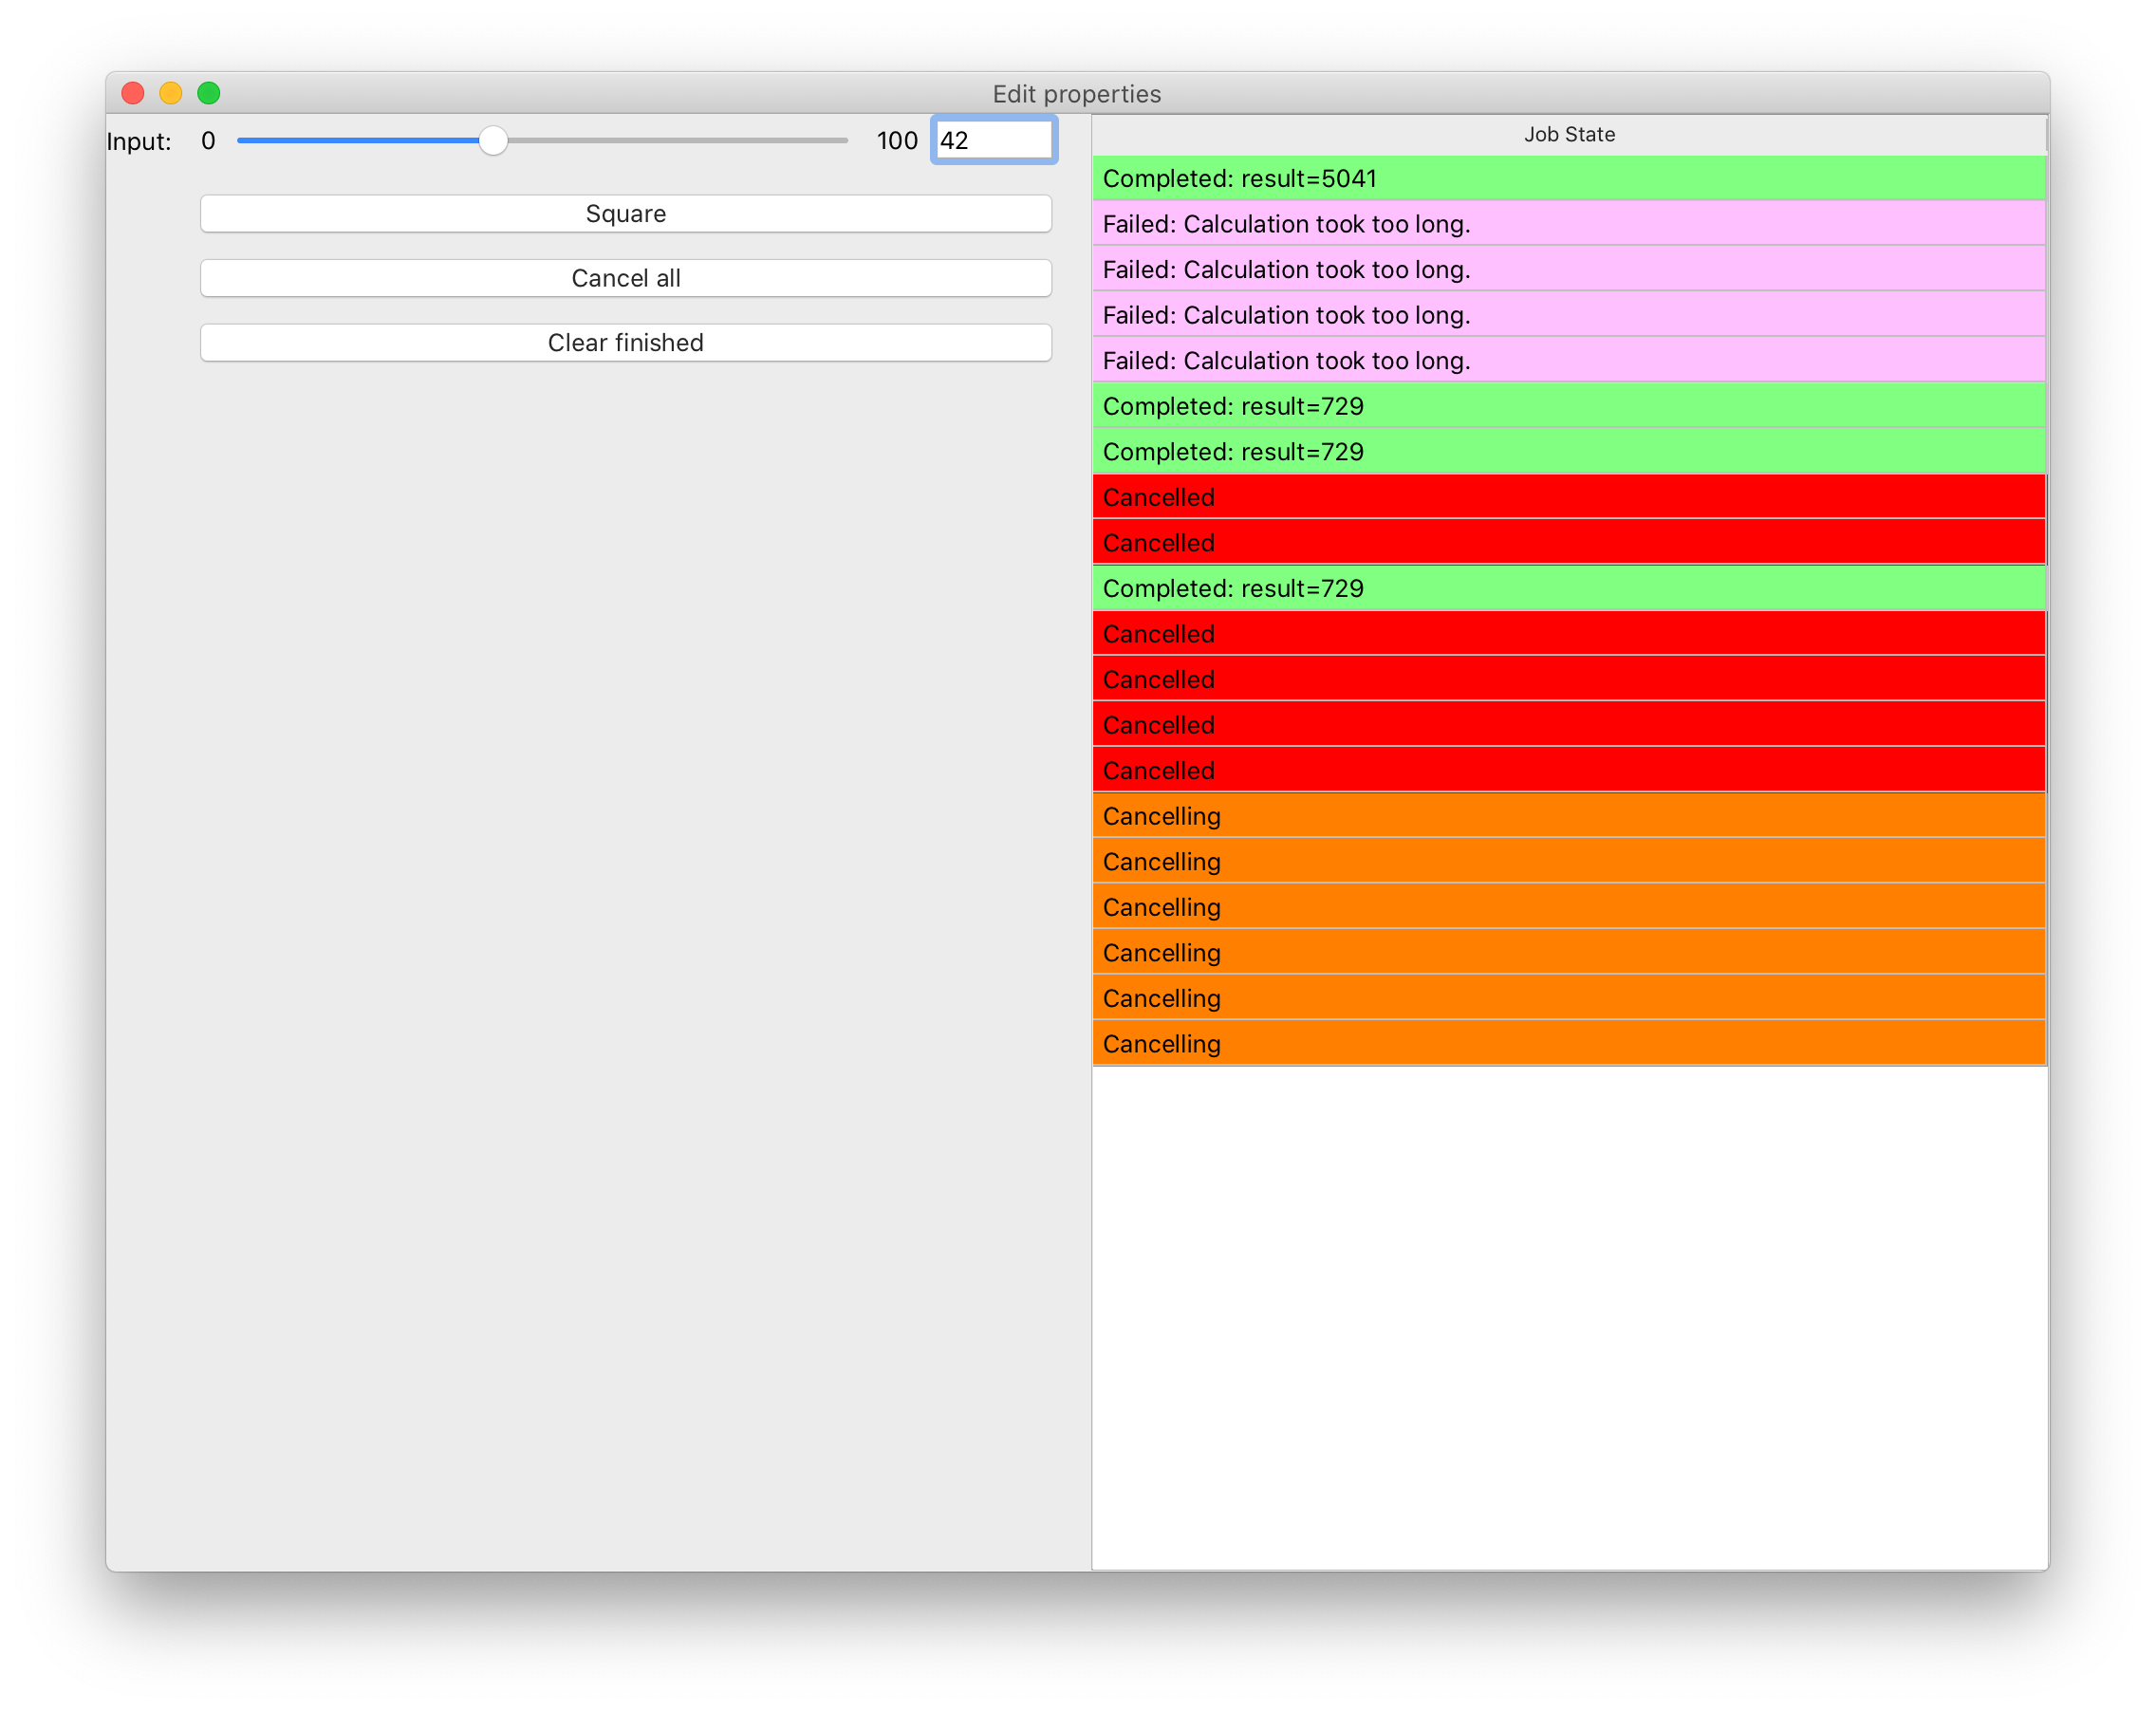 Edit properties
Input: 0 100 42
Square
Cancel all
Clear finished
Job State
Completed: result=5041
Failed: Calculation took too long.
Failed: Calculation took too long.
Failed: Calculation took too long.
Failed: Calculation took too long.
Completed: result=729
Completed: result=729
Cancelled
Cancelled
Completed: result=729
Cancelled
Cancelled
Cancelled
Cancelled
Cancelling
Cancelling
Cancelling
Cancelling
Cancelling
Cancelling